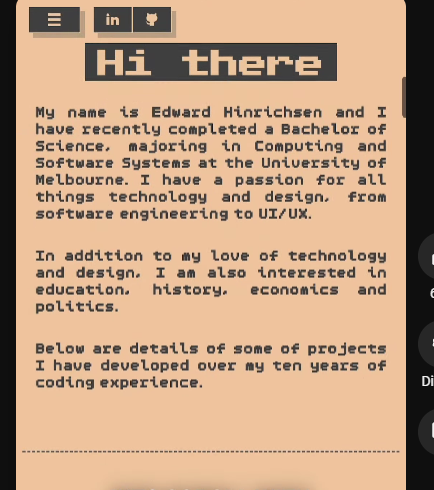 in
Hi there
My name is Edward Hinrichsen and I
have recently completed a Bachelor of
Science, majoring in Computing and
Software Systems at the University of
Melbourne. I have a passion for all
things technology and design, from
software engineering to UI/UX.
In addition to my love of technology
and design, I am also interested in
education, history, economics and
politics.
Below are details of some of projects
I have developed over my ten years of
coding experience.